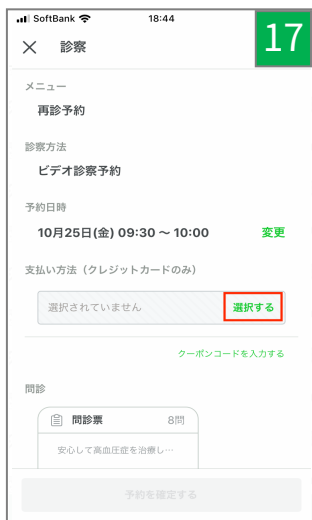 SoftBank 18:44
17
診察
メニュー
再診予約
診察方法
ビデオ診察予約
予約日時
10月25日(金) 09:30 ~ 10:00 変更
支払い方法（クレジットカードのみ）
選択されていません 選択する
クーポンコードを入力する
問診
問診票 8問
安心して高血圧症を治療し…
予約を確定する